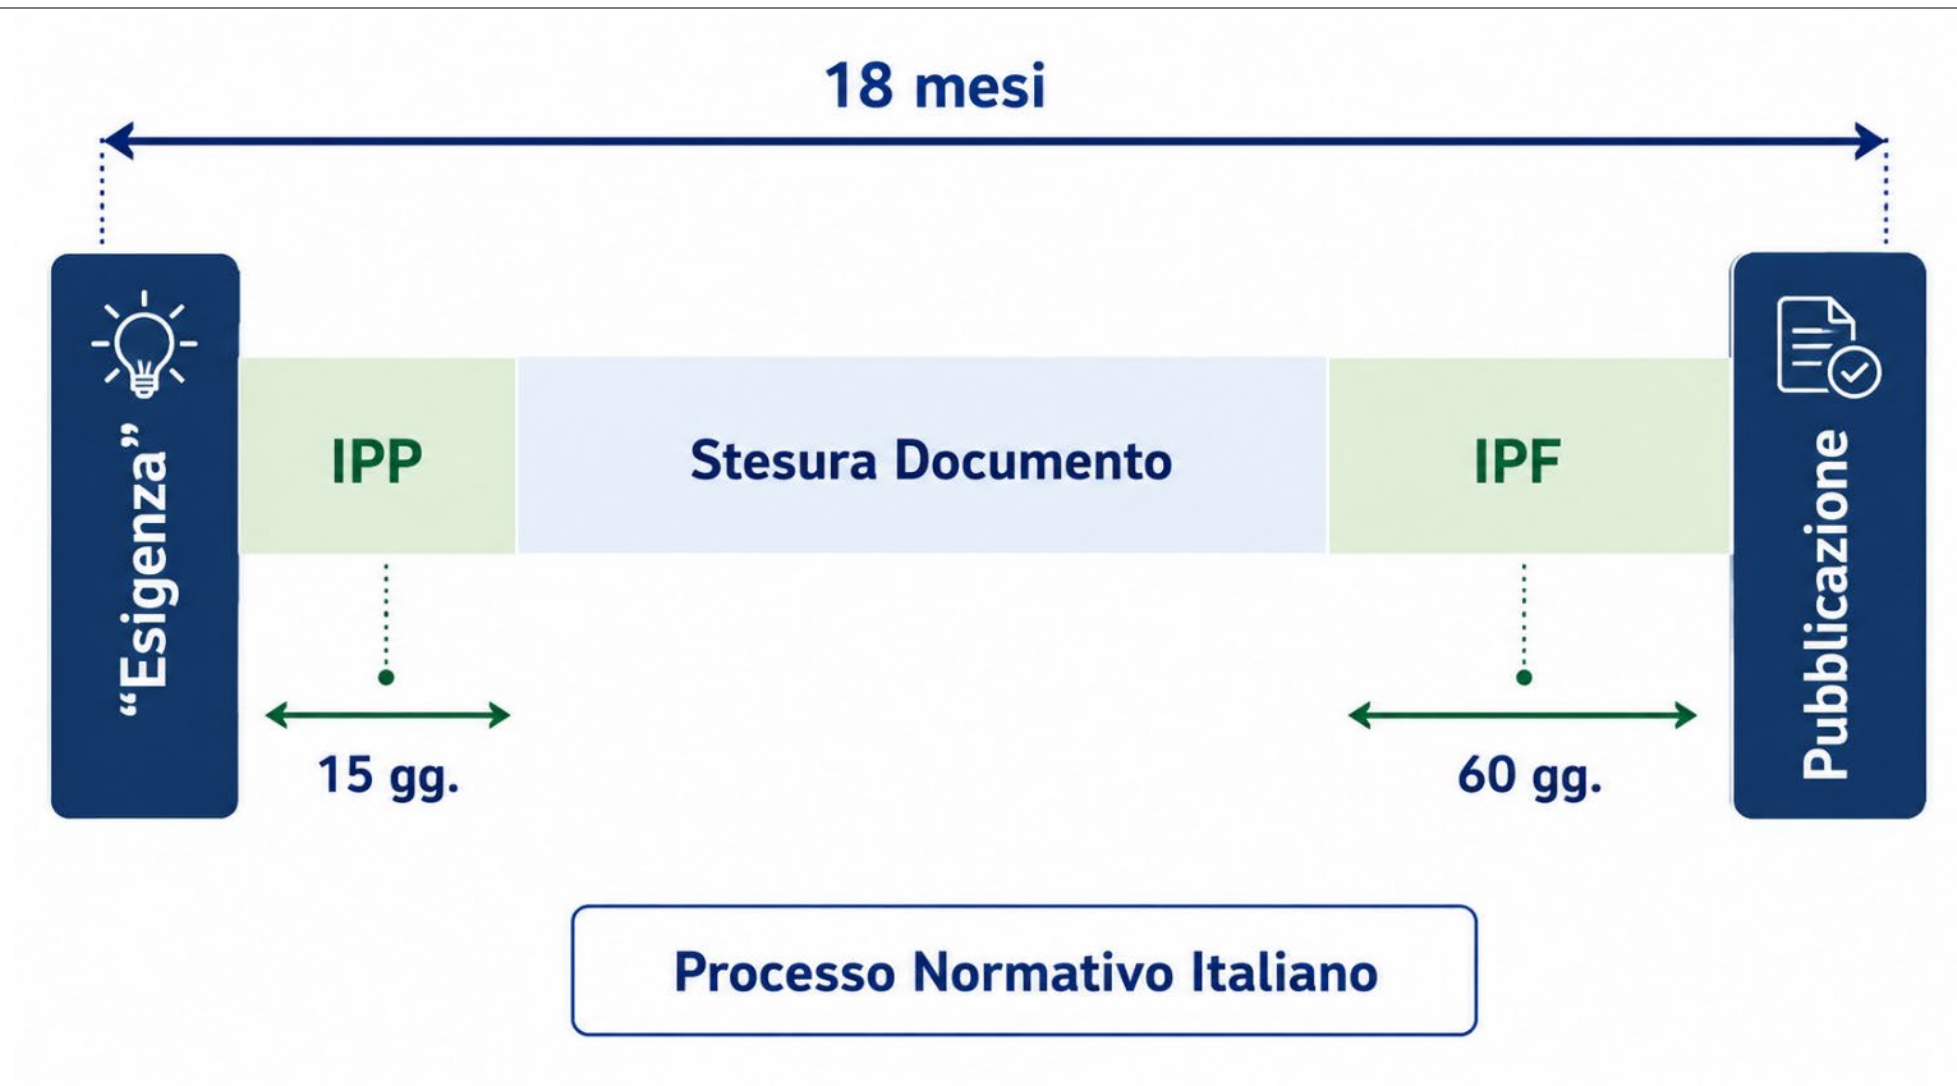 18 mesi
“Esigenza”
IPP
Stesura Documento
IPF
Pubblicazione
15 gg.
60 gg.
Processo Normativo Italiano